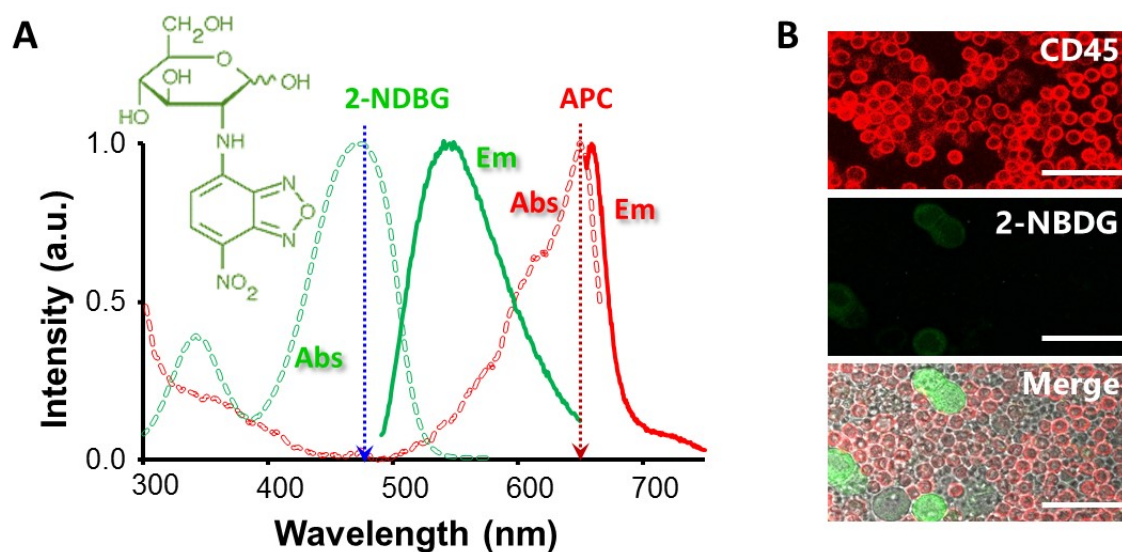 A
CH2OH
O
OH
OH
HO
NH
N
O
N
NO2
2-NDBG
APC
Em
Abs
Em
Abs
1.0
0.5
0.0
Intensity (a.u.)
300
400
500
600
700
Wavelength (nm)
B
CD45
2-NBDG
Merge